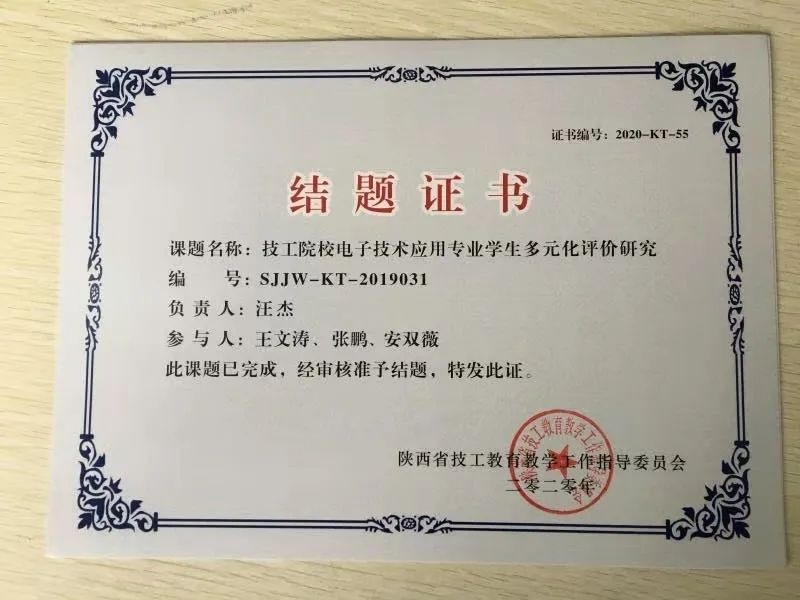 证书编号：2020-KT-55
结题证书
课题名称：技工院校电子技术应用专业学生多元化评价研究
编　　号：SJJW-KT-2019031
负 责 人：汪杰
参 与 人：王文涛、张鹏、安双薇
此课题已完成，经审核准予结题，特发此证。
陕西省技工教育教学工作指导委员会
二零二零年